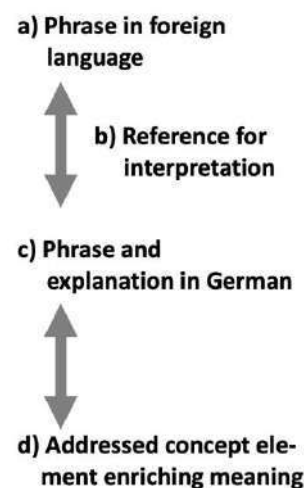 a) Phrase in foreign
language
b) Reference for
interpretation
c) Phrase and
explanation in German
d) Addressed concept ele-
ment enriching meaning